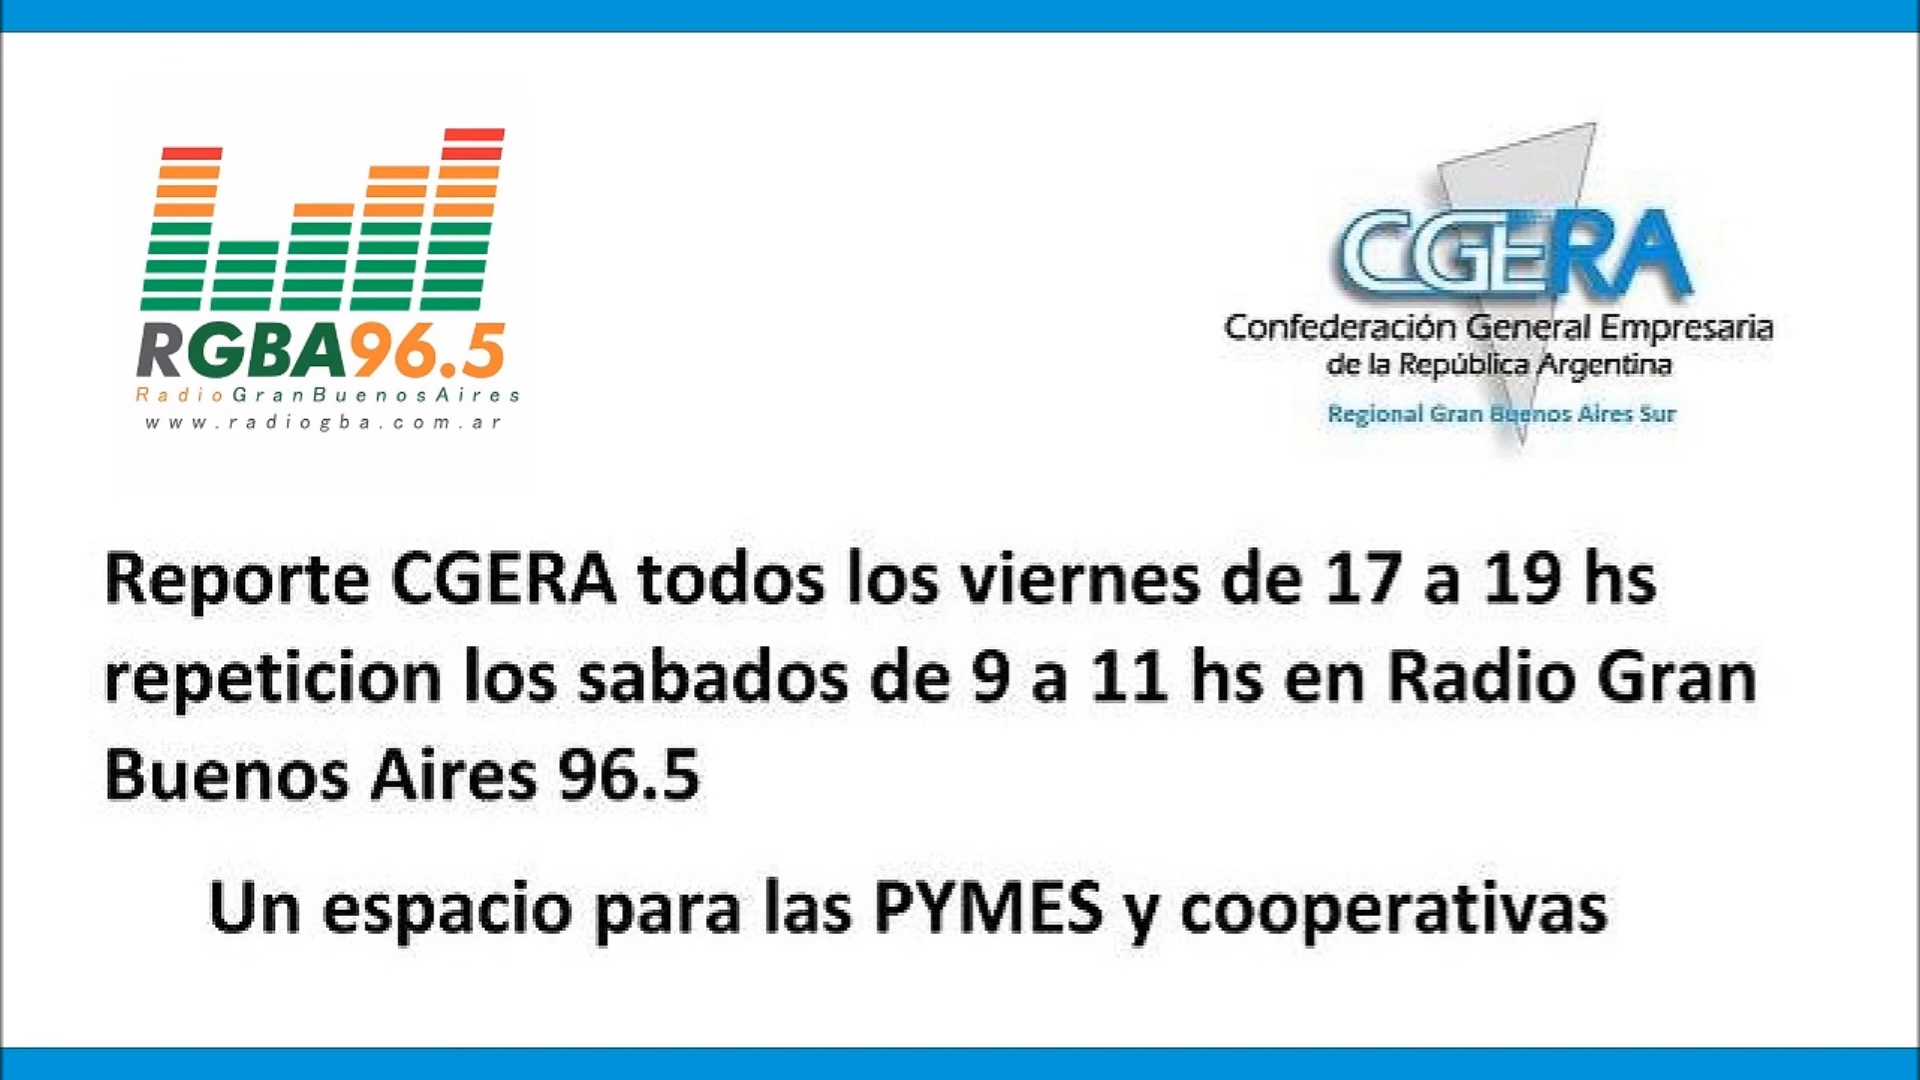 RGBA96.5
RadioGranBuenosAires
www.radiogba.com.ar
CGERA
Confederación General Empresaria
de la República Argentina
Regional Gran Buenos Aires Sur
Reporte CGERA todos los viernes de 17 a 19 hs
repeticion los sabados de 9 a 11 hs en Radio Gran
Buenos Aires 96.5
Un espacio para las PYMES y cooperativas